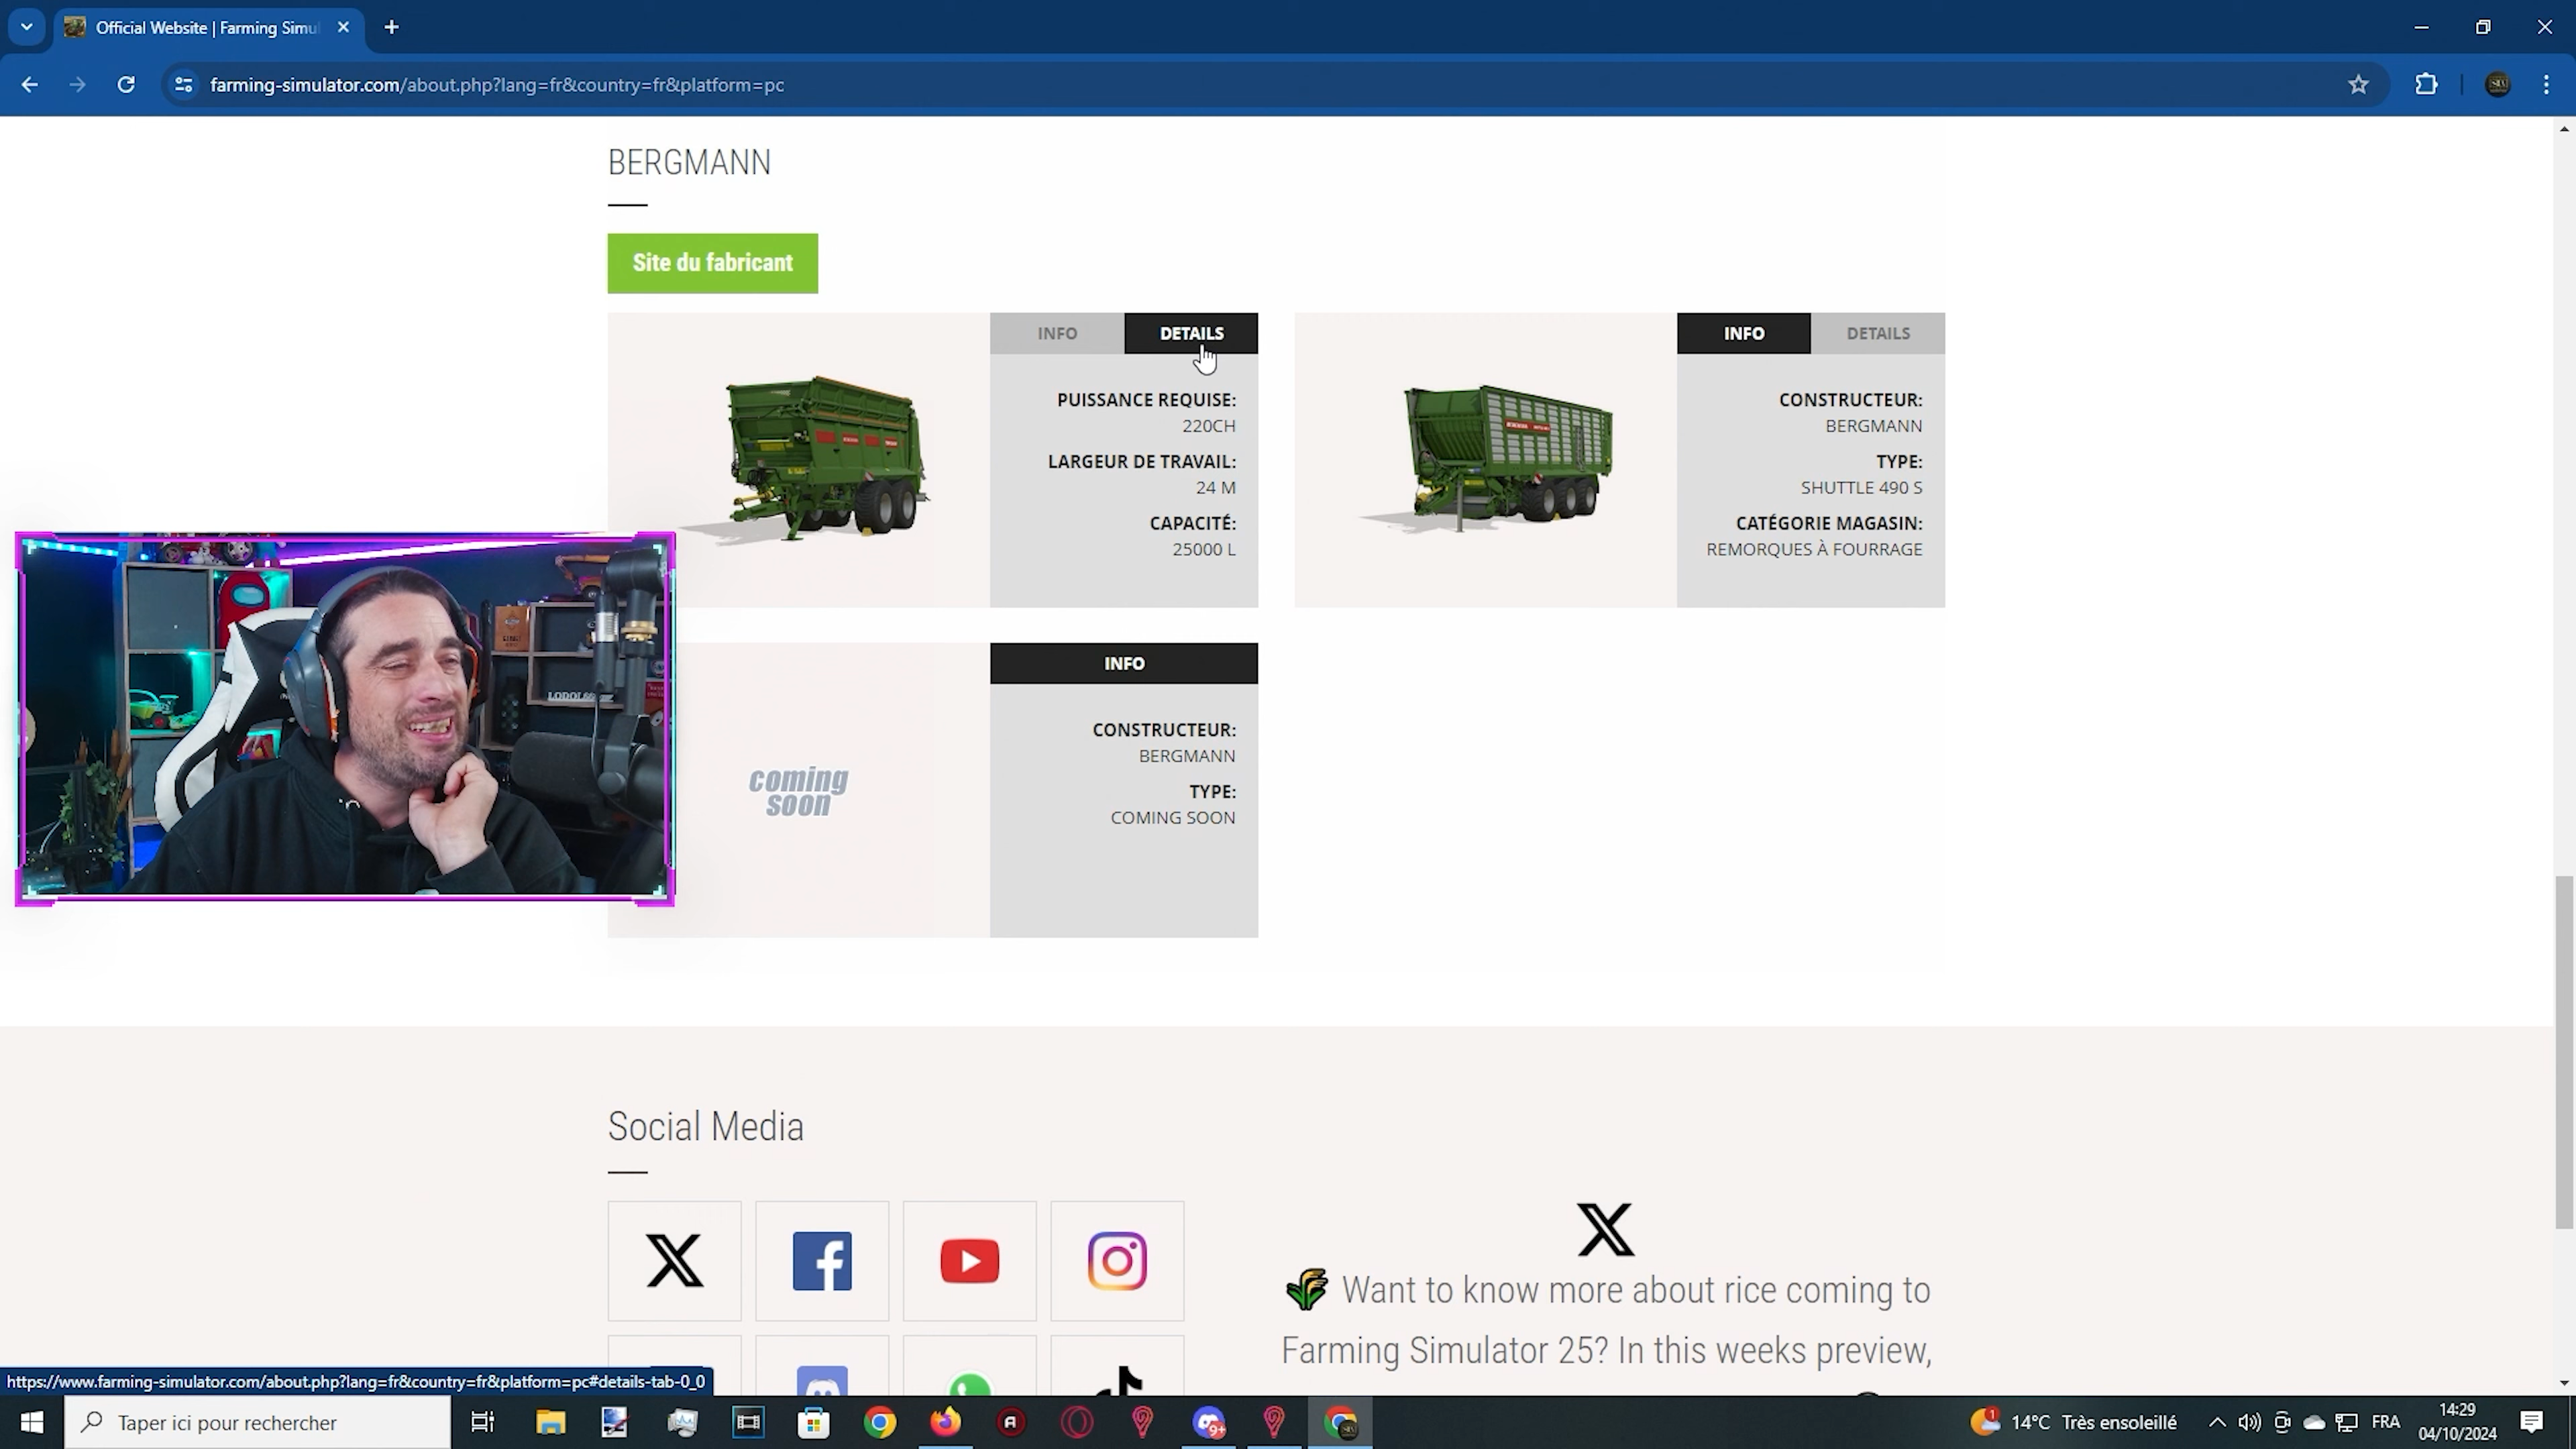 Official Website | Farming Simu
farming-simulator.com/about.php?lang=fr&country=fr&platform=pc
BERGMANN
Site du fabricant
INFO
DETAILS
PUISSANCE REQUISE:
220CH
LARGEUR DE TRAVAIL:
24 M
CAPACITÉ:
25000 L
INFO
DETAILS
CONSTRUCTEUR:
BERGMANN
TYPE:
SHUTTLE 490 S
CATÉGORIE MAGASIN:
REMORQUES À FOURRAGE
coming
soon
INFO
CONSTRUCTEUR:
BERGMANN
TYPE:
COMING SOON
Social Media
Want to know more about rice coming to
Farming Simulator 25? In this weeks preview,
https://www.farming-simulator.com/about.php?lang=fr&country=fr&platform=pc#details-tab-0_0
Taper ici pour rechercher
9+
1
14°C Très ensoleillé
FRA
14:29
04/10/2024